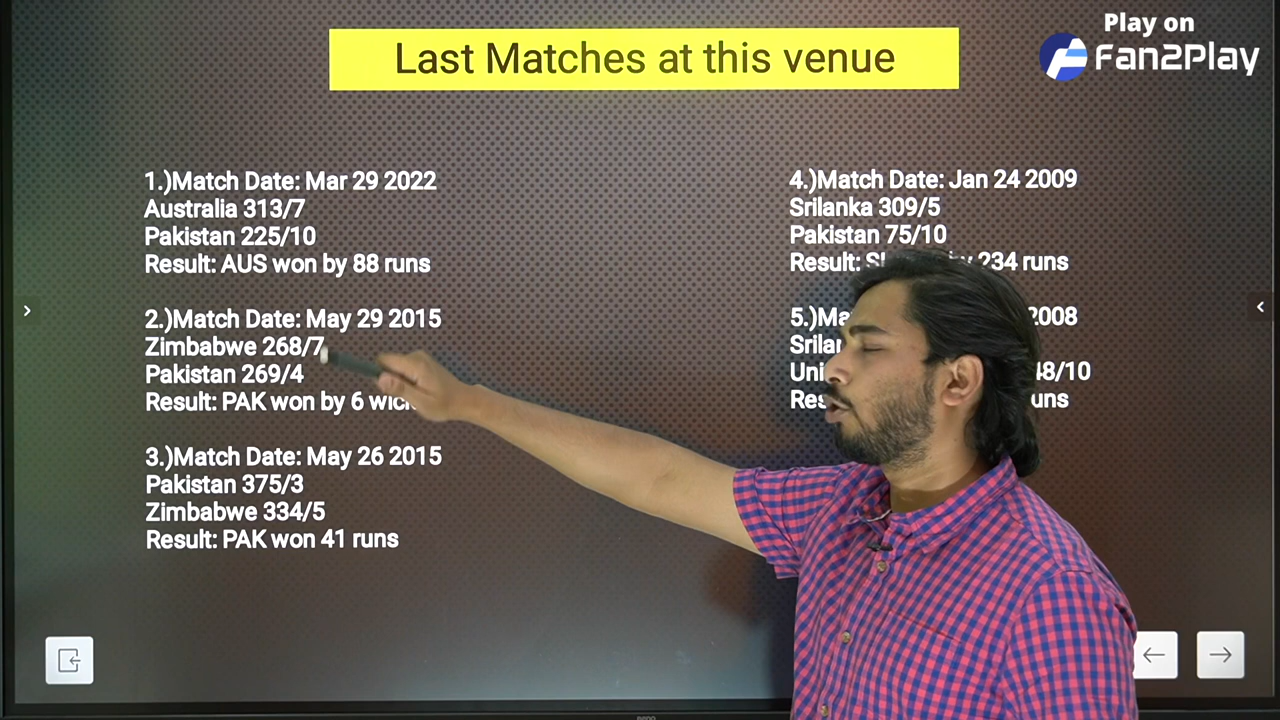 Play on
Fan2Play
Last Matches at this venue
1.)Match Date: Mar 29 2022
Australia 313/7
Pakistan 225/10
Result: AUS won by 88 runs
2.)Match Date: May 29 2015
Zimbabwe 268/7
Pakistan 269/4
Result: PAK won by 6
3.)Match Date: May 26 2015
Pakistan 375/3
Zimbabwe 334/5
Result: PAK won 41 runs
4.)Match Date: Jan 24 2009
Srilanka 309/5
Pakistan 75/10
Result: 234 runs
5.) 2008
/10